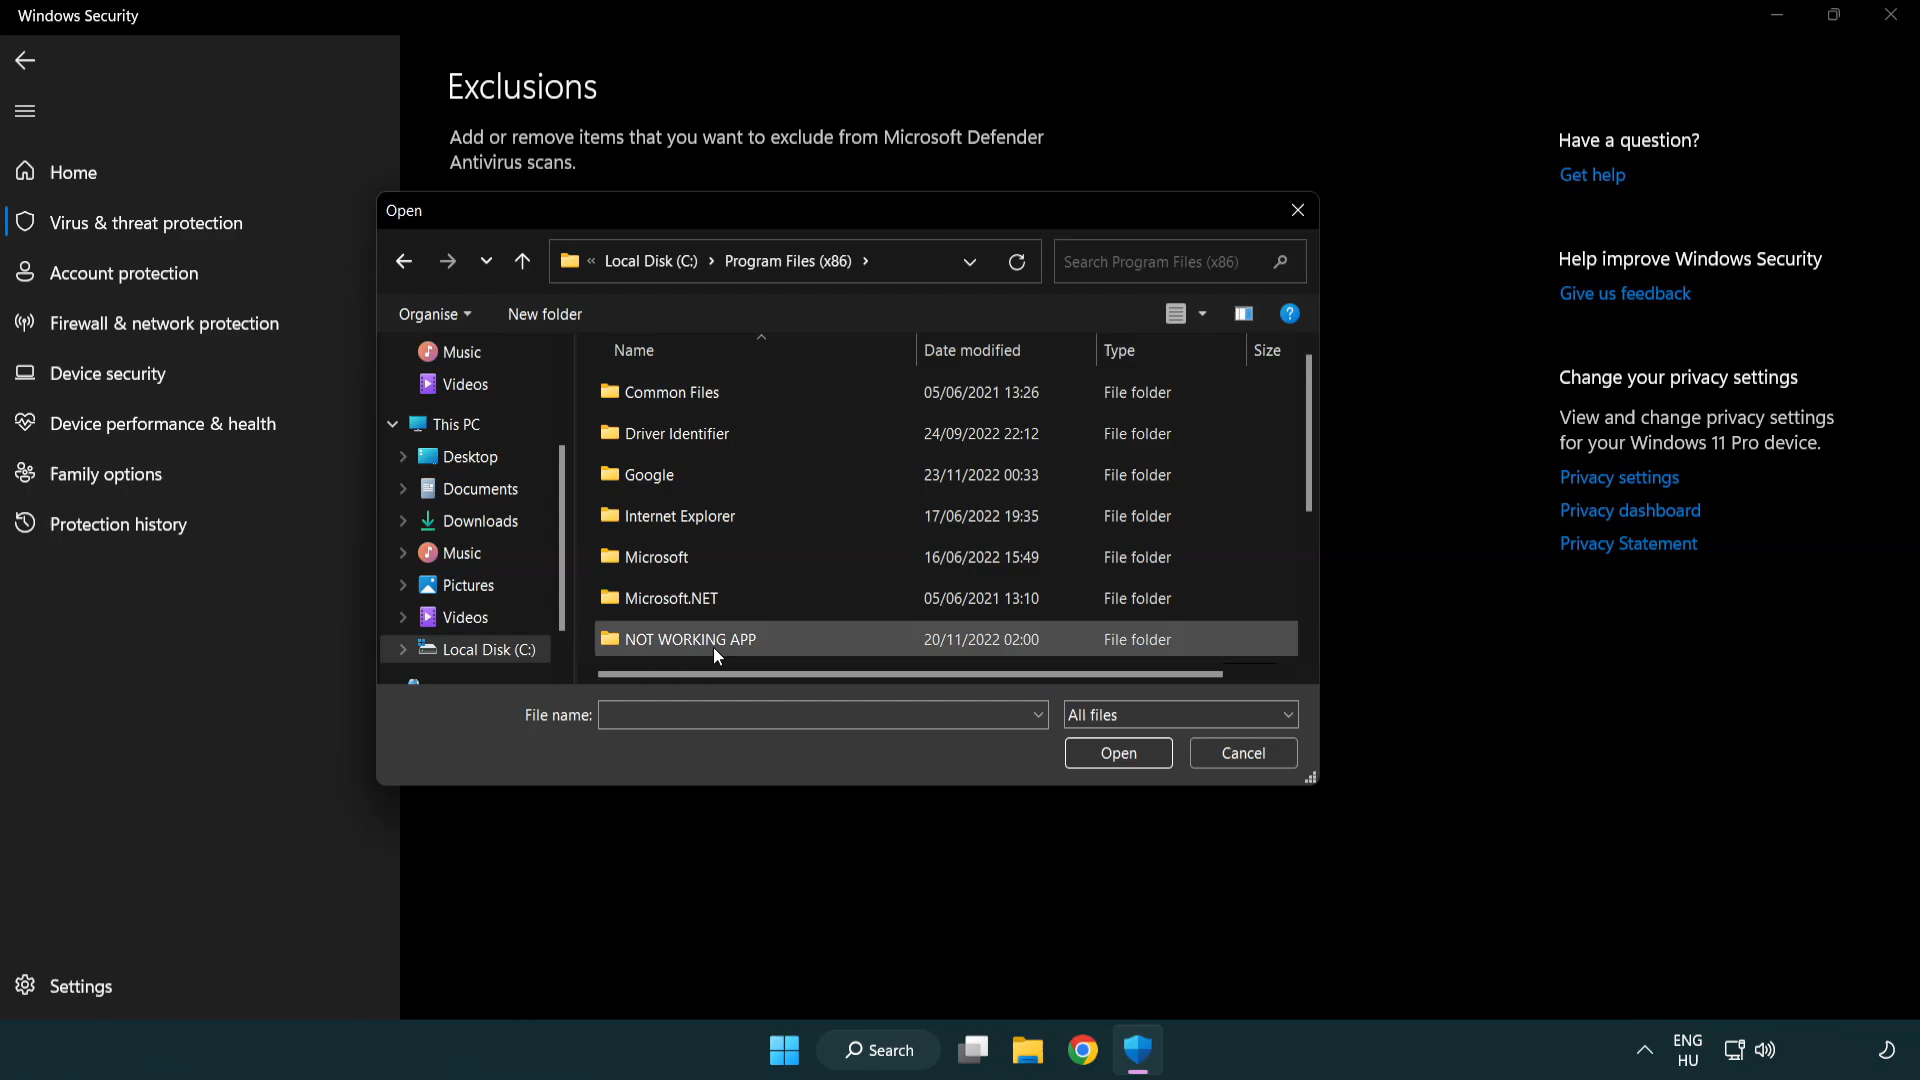 Windows Security
Home
Virus & threat protection
Account protection
Firewall & network protection
Device security
Device performance & health
Family options
Protection history
Settings
Exclusions
Add or remove items that you want to exclude from Microsoft Defender
Antivirus scans.
Open
« Local Disk (C:) › Program Files (x86) ›
Search Program Files (x86)
Organise
New folder
Music
Videos
This PC
Desktop
Documents
Downloads
Music
Pictures
Videos
Local Disk (C:)
Name Date modified Type Size
Common Files 05/06/2021 13:26 File folder
Driver Identifier 24/09/2022 22:12 File folder
Google 23/11/2022 00:33 File folder
Internet Explorer 17/06/2022 19:35 File folder
Microsoft 16/06/2022 15:49 File folder
Microsoft.NET 05/06/2021 13:10 File folder
NOT WORKING APP 20/11/2022 02:00 File folder
File name:
All files
Open Cancel
Have a question?
Get help
Help improve Windows Security
Give us feedback
Change your privacy settings
View and change privacy settings
for your Windows 11 Pro device.
Privacy settings
Privacy dashboard
Privacy Statement
Search
ENG
HU